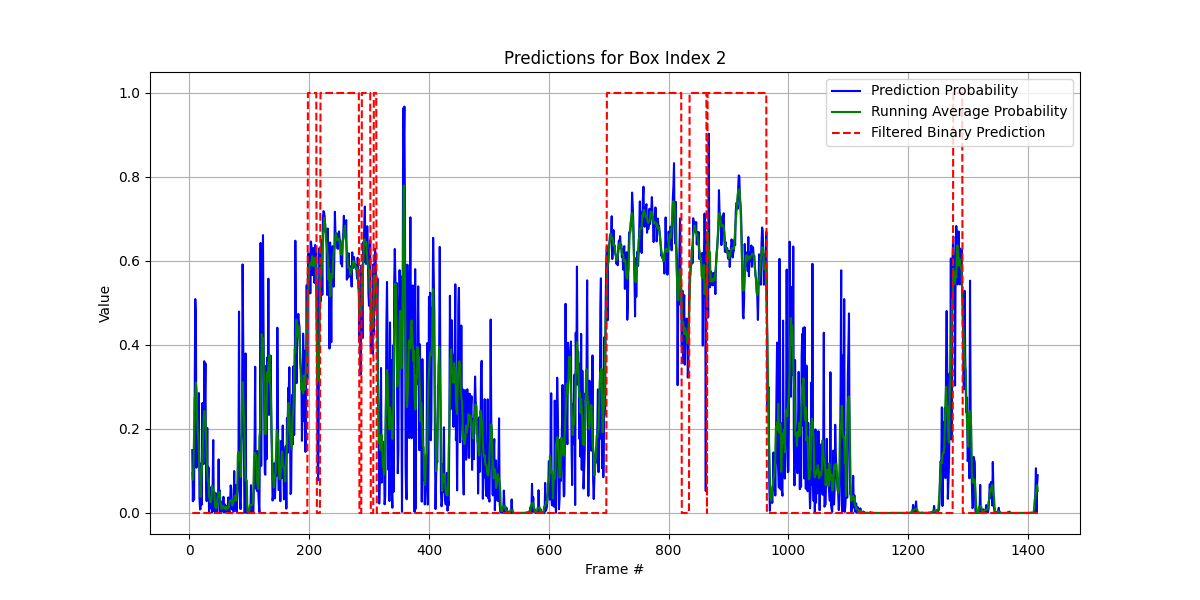 Predictions for Box Index 2
Prediction Probability
Running Average Probability
Filtered Binary Prediction
Value
1.0
0.8
0.6
0.4
0.2
0.0
0 200 400 600 800 1000 1200 1400
Frame #